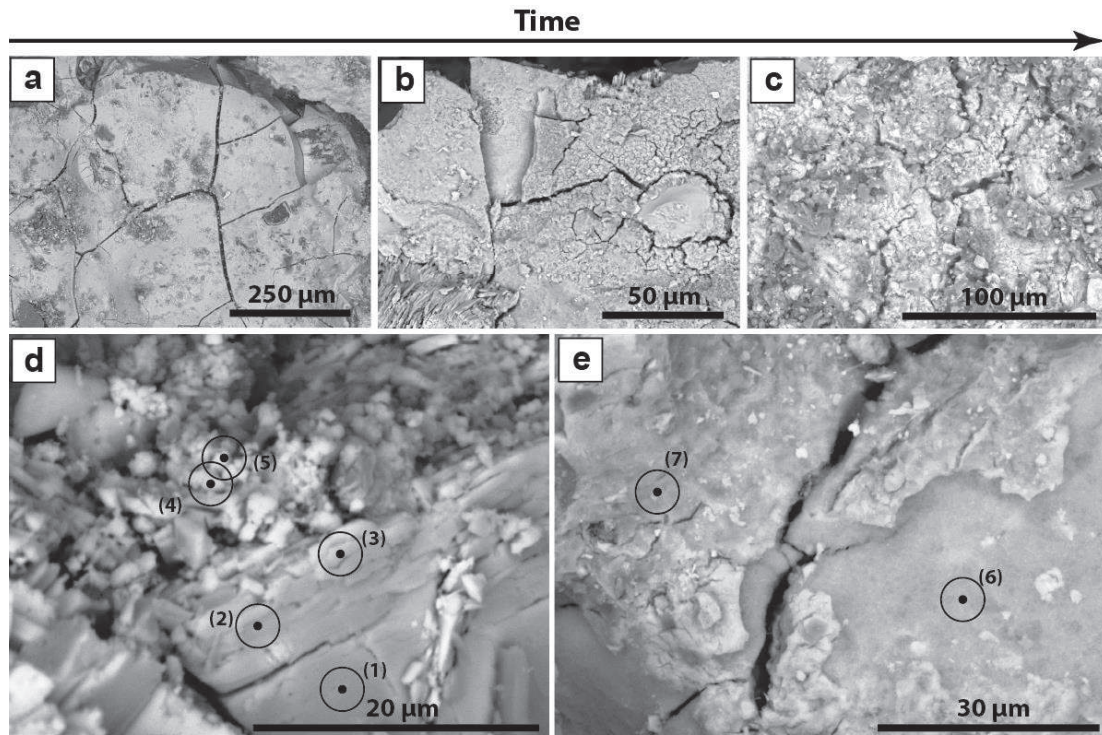 Time
a
b
c
250 µm
50 µm
100 µm
d
e
(5)
(4)
(3)
(2)
(1)
20 µm
(7)
(6)
30 µm